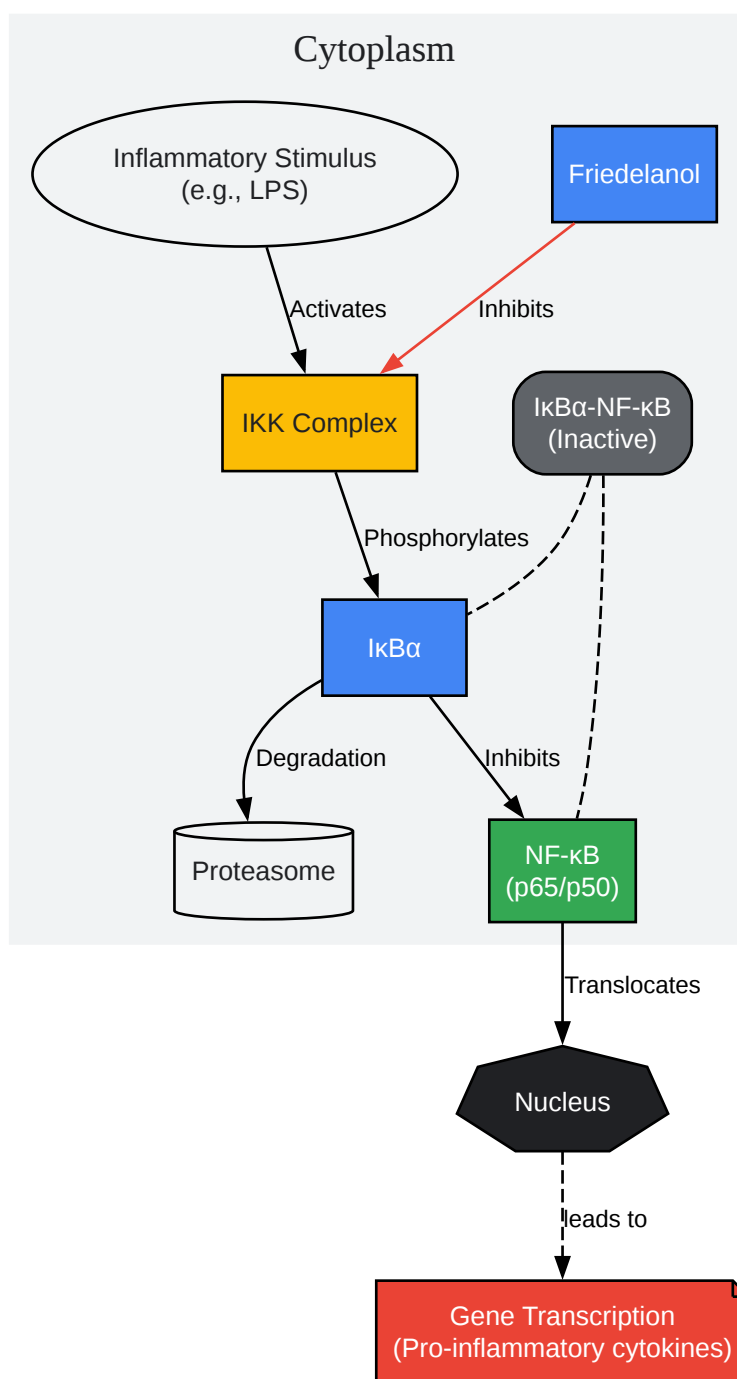 Cytoplasm
Inflammatory Stimulus
(e.g., LPS)
Friedelanol
Activates
Inhibits
IKK Complex
IκBα-NF-κB
(Inactive)
Phosphorylates
IκBα
Degradation
Inhibits
Proteasome
NF-κB
(p65/p50)
Translocates
Nucleus
leads to
Gene Transcription
(Pro-inflammatory cytokines)